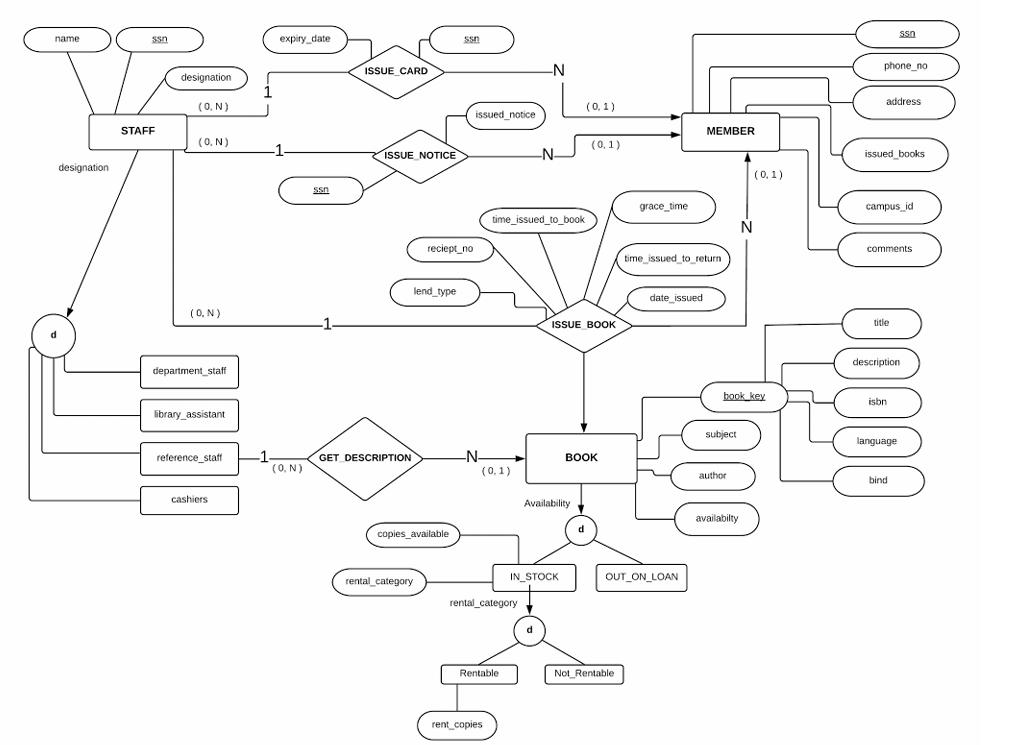 name
ssn
expiry_date
ssn
ssn
designation
ISSUE_CARD
N
phone_no
1
( 0, N )
( 0, 1 )
address
issued_notice
STAFF
MEMBER
( 0, N )
1
ISSUE_NOTICE
N
( 0, 1 )
issued_books
designation
ssn
( 0, 1 )
grace_time
campus_id
time_issued_to_book
N
reciept_no
time_issued_to_return
comments
lend_type
date_issued
( 0, N )
1
ISSUE_BOOK
title
d
department_staff
description
book_key
isbn
library_assistant
subject
language
reference_staff
1
( 0, N )
GET_DESCRIPTION
N
( 0, 1 )
BOOK
author
bind
cashiers
Availability
availabilty
copies_available
d
rental_category
IN_STOCK
OUT_ON_LOAN
rental_category
d
Rentable
Not_Rentable
rent_copies